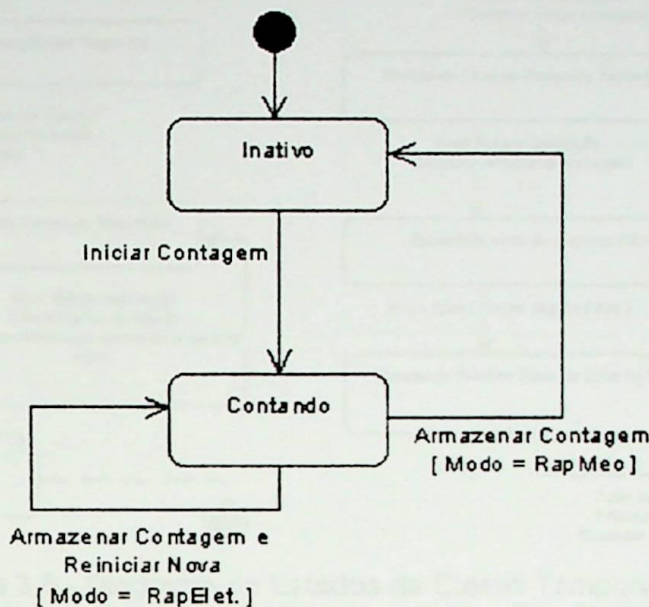 Inativo
Iniciar Contagem
Contando
Armazenar Contagem
[ Modo = RapMeo ]
Armazenar Contagem e
Reiniciar Nova
[ Modo = RapElet. ]